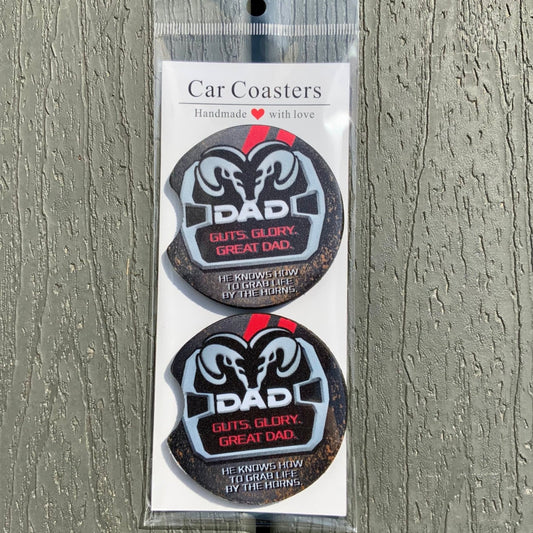 Car Coasters
Handmade ❤ with love
DAD
GUTS. GLORY.
GREAT DAD.
HE KNOWS HOW
TO GRAB LIFE
BY THE HORNS.
DAD
GUTS. GLORY.
GREAT DAD.
HE KNOWS HOW
TO GRAB LIFE
BY THE HORNS.